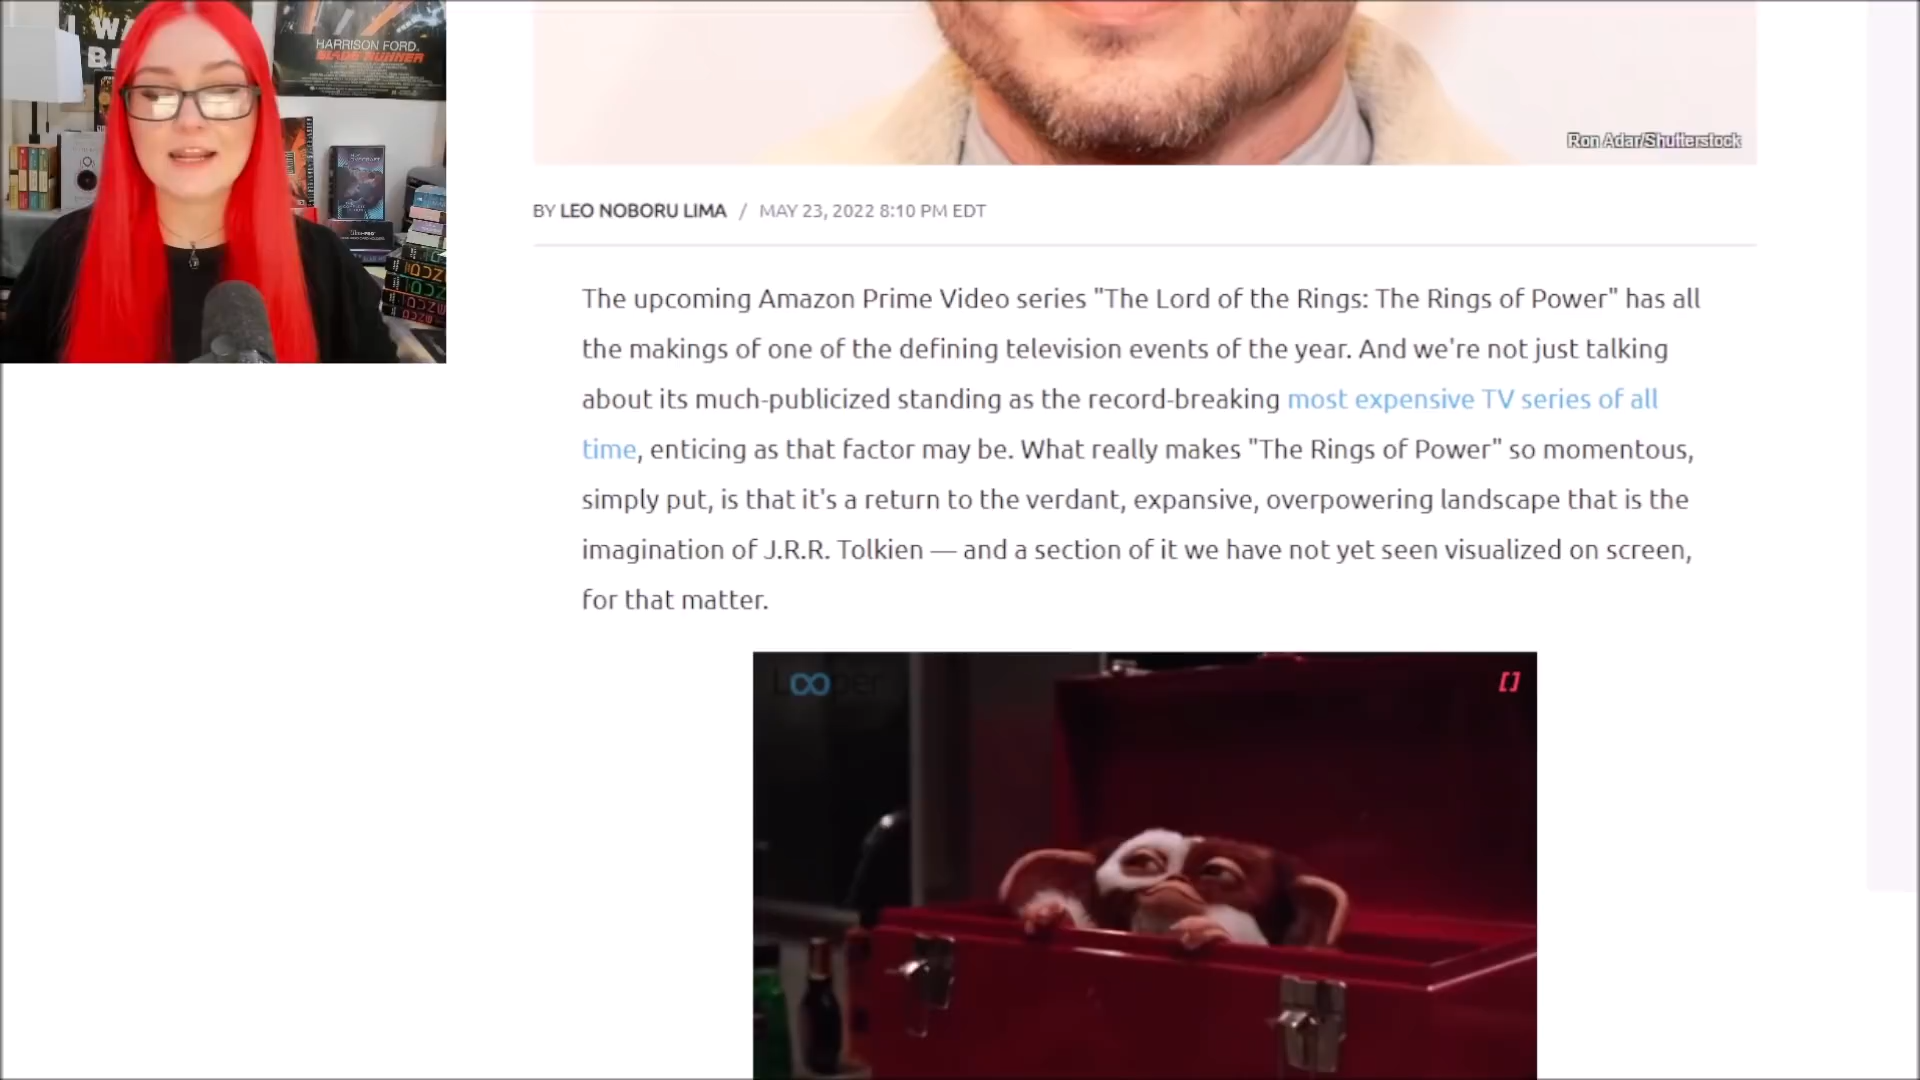 HARRISON FORD.
BLADE RUNNER
Ron Adar/Shutterstock
BY LEO NOBORU LIMA / MAY 23, 2022 8:10 PM EDT
The upcoming Amazon Prime Video series "The Lord of the Rings: The Rings of Power" has all
the makings of one of the defining television events of the year. And we're not just talking
about its much-publicized standing as the record-breaking most expensive TV series of all
time, enticing as that factor may be. What really makes "The Rings of Power" so momentous,
simply put, is that it's a return to the verdant, expansive, overpowering landscape that is the
imagination of J.R.R. Tolkien — and a section of it we have not yet seen visualized on screen,
for that matter.
Looper